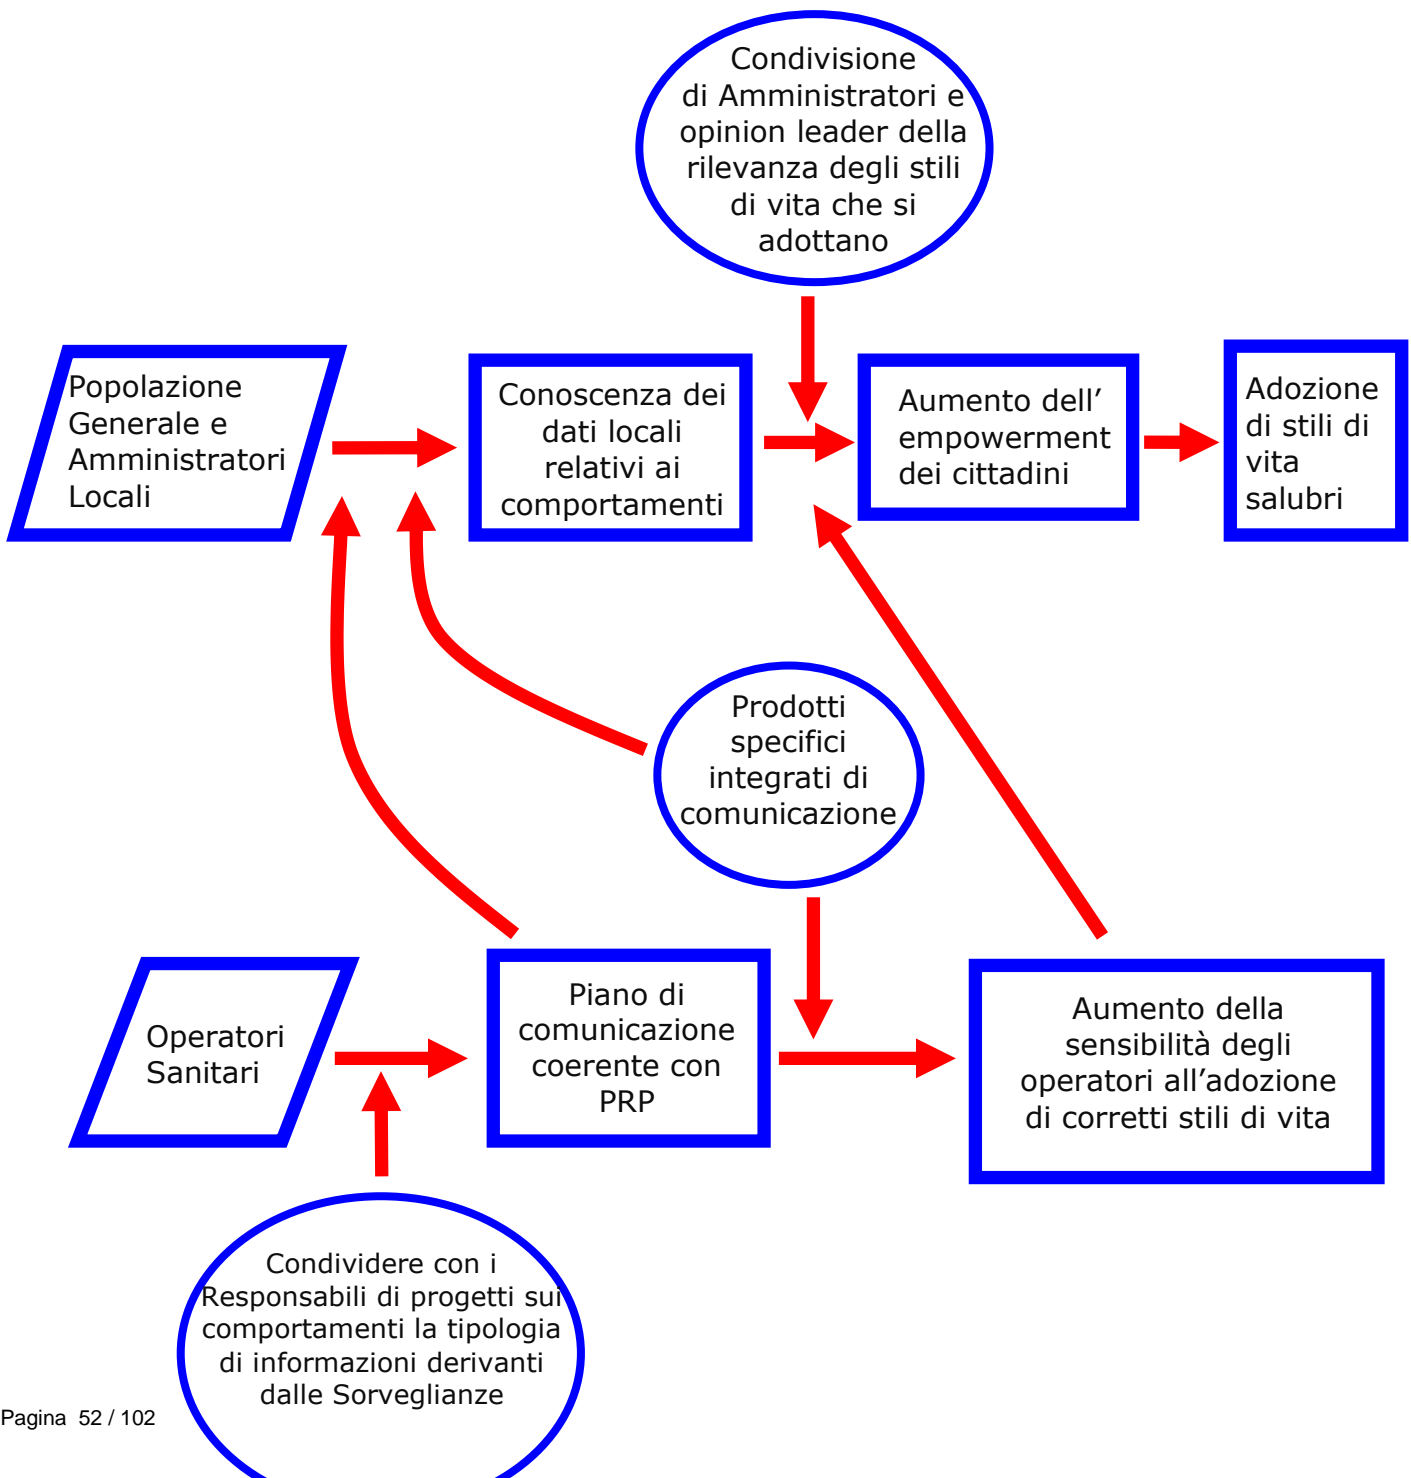 Condivisione
di Amministratori e
opinion leader della
rilevanza degli stili
di vita che si
adottano
Popolazione
Generale e
Amministratori
Locali
Conoscenza dei
dati locali
relativi ai
comportamenti
Aumento dell’
empowerment
dei cittadini
Adozione
di stili di
vita
salubri
Prodotti
specifici
integrati di
comunicazione
Operatori
Sanitari
Piano di
comunicazione
coerente con
PRP
Aumento della
sensibilità degli
operatori all’adozione
di corretti stili di vita
Condividere con i
Responsabili di progetti sui
comportamenti la tipologia
di informazioni derivanti
dalle Sorveglianze
Pagina 52 / 102